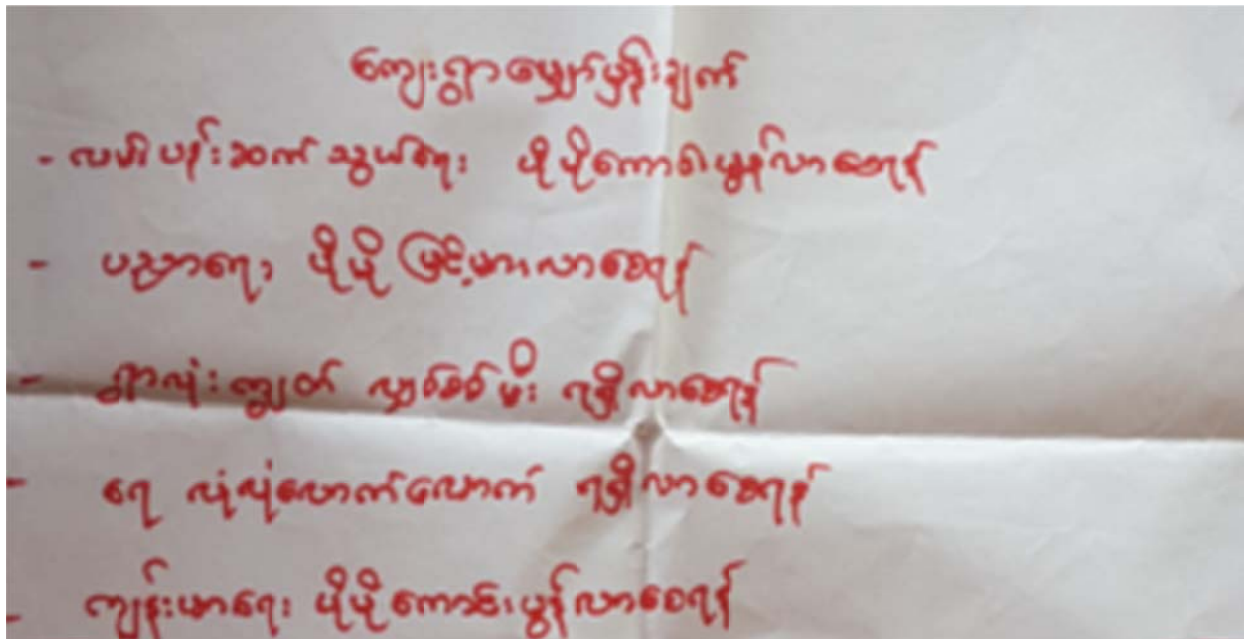 ကျေးရွာမျှော်မှန်းချက်
- လမ်းပန်းဆက်သွယ်ရေး ပိုမိုကောင်းမွန်လာစေရန်
- ပညာရေး ပိုမို မြင့်မားလာစေရန်
- ရွာလုံးကျွတ် လျှပ်စစ်မီး ရရှိလာစေရန်
- ရေ လုံလုံလောက်လောက် ရရှိလာစေရန်
- ကျန်းမာရေး ပိုမိုကောင်းမွန်လာစေရန်